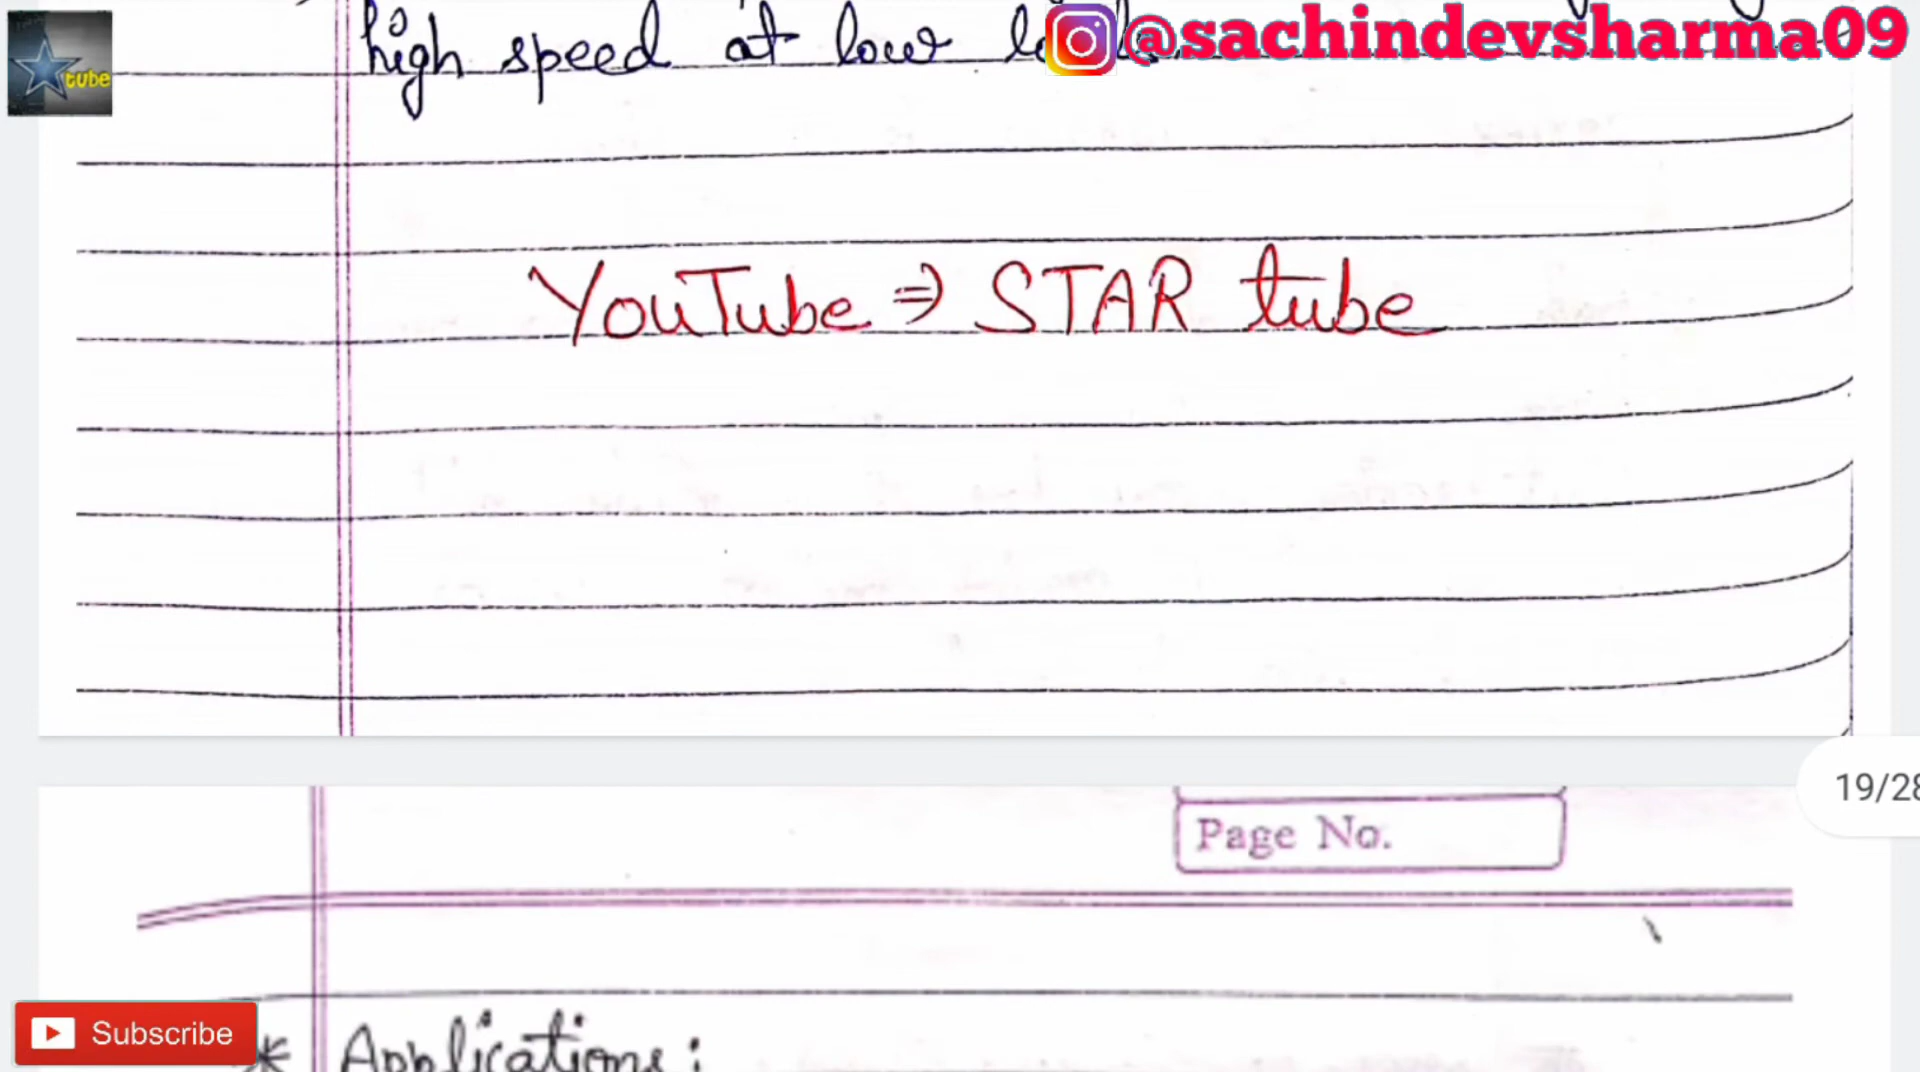 high speed at low
@sachindevsharma09
tube
YouTube ⇒ STAR tube
19/28
Page No.
Subscribe
* Applications: